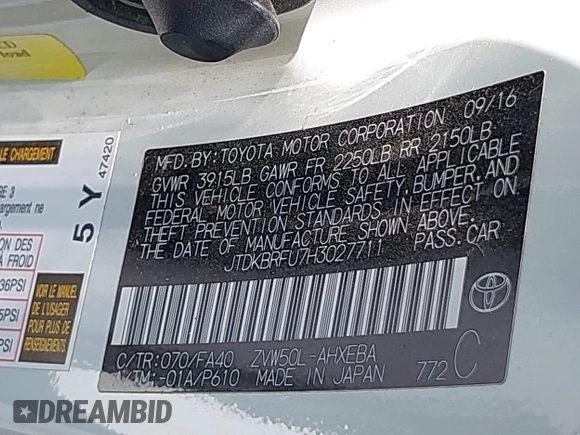 LE CHARGEMENT
5 Y
47420
VOIR LE MANUEL
DE L'USAGER
POUR PLUS DE
RENSEIGNEMENTS
36PSI
5PSI
PSI
MFD. BY: TOYOTA MOTOR CORPORATION 09/16
GVWR 3915LB GAWR FR 2250LB RR 2150LB
THIS VEHICLE CONFORMS TO ALL APPLICABLE
FEDERAL MOTOR VEHICLE SAFETY, BUMPER, AND
THEFT PREVENTION STANDARDS IN EFFECT ON
THE DATE OF MANUFACTURE SHOWN ABOVE.
JTDKBRFU7H3027711 PASS. CAR
C/TR:070/FA40 ZVW50L-AHXEBA
A/TM:-01A/P610 MADE IN JAPAN 772 C
TOYOTA
DREAMBID